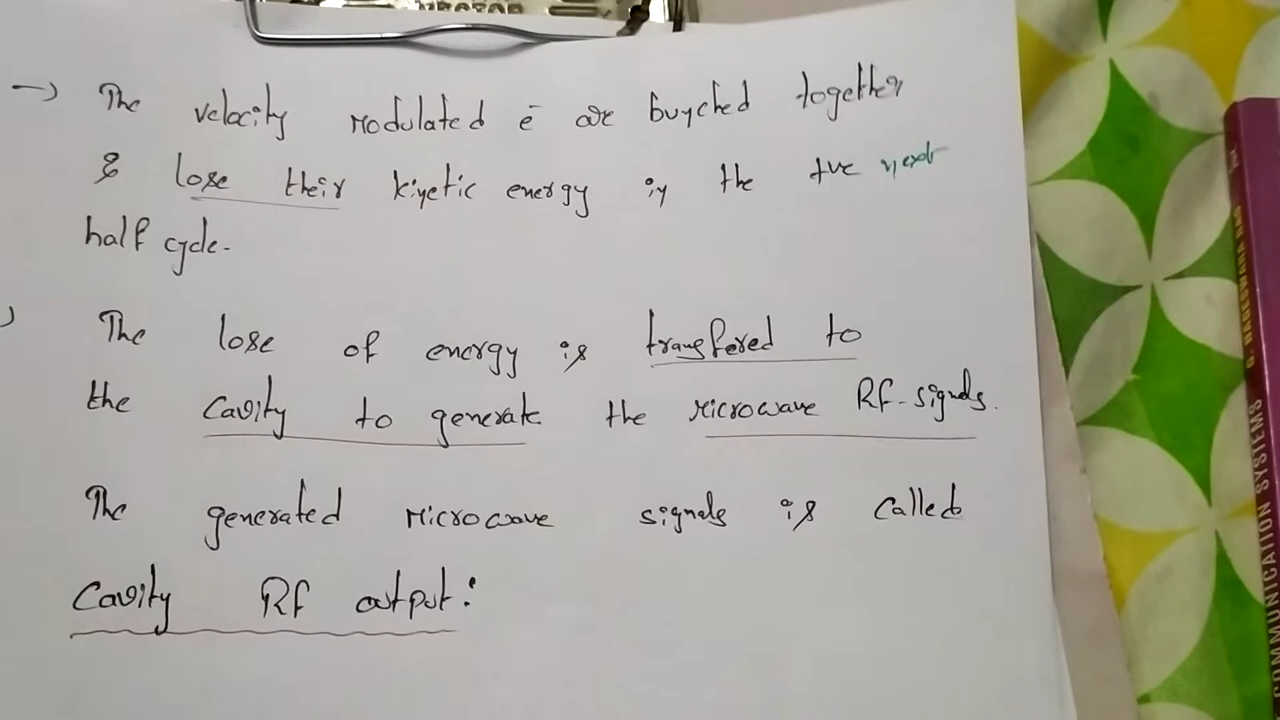 → The velocity modulated ē are bunched together
& lose their kinetic energy in the +ve next
half cycle.
The lose of energy is transfered to
the Cavity to generate the microwave RF-signals.
The generated microwave signals is called
Cavity RF output:
COMMUNICATION SYSTEMS